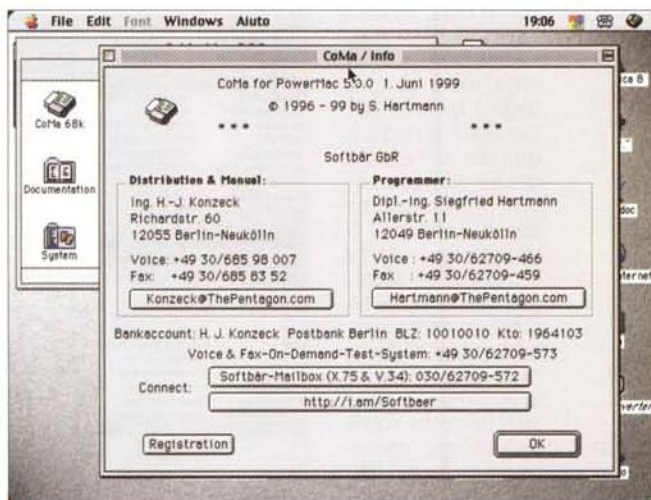 File Edit Font Windows Aiuto 19:06
CoMa / Info
CoMa for PowerMac 5.0.0 1. Juni 1999
© 1996 - 99 by S. Hartmann
Softbär GbR
CoMa 68k
Documentation
System
Distribution & Manual:
Ing. H.-J. Konzeck
Richardstr. 60
12055 Berlin-Neukölln
Voice: +49 30/685 98 007
Fax: +49 30/685 83 52
Konzeck@ThePentagon.com
Programmer:
Dipl.-Ing. Siegfried Hartmann
Allerstr. 11
12049 Berlin-Neukölln
Voice : +49 30/62709-466
Fax : +49 30/62709-459
Hartmann@ThePentagon.com
Bankaccount: H. J. Konzeck Postbank Berlin BLZ: 10010010 Kto: 1964103
Voice & Fax-On-Demand-Test-System: +49 30/62709-573
Connect:
Softbär-Mailbox (X.75 & V.34): 030/62709-572
http://i.am/Softbaer
Registration
OK